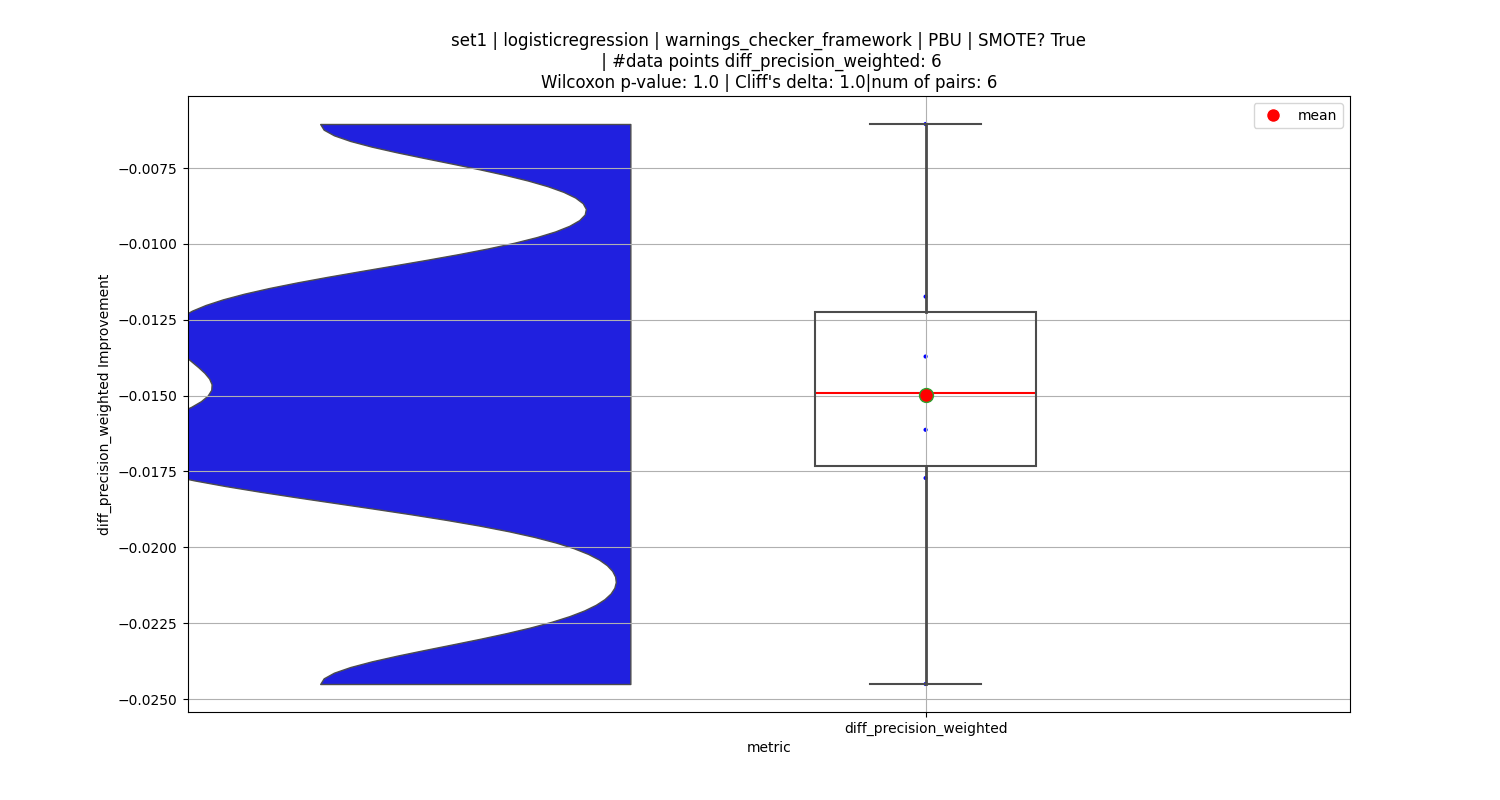 set1 | logisticregression | warnings_checker_framework | PBU | SMOTE? True
| #data points diff_precision_weighted: 6
Wilcoxon p-value: 1.0 | Cliff's delta: 1.0|num of pairs: 6
mean
−0.0075
−0.0100
−0.0125
−0.0150
−0.0175
−0.0200
−0.0225
−0.0250
diff_precision_weighted Improvement
diff_precision_weighted
metric